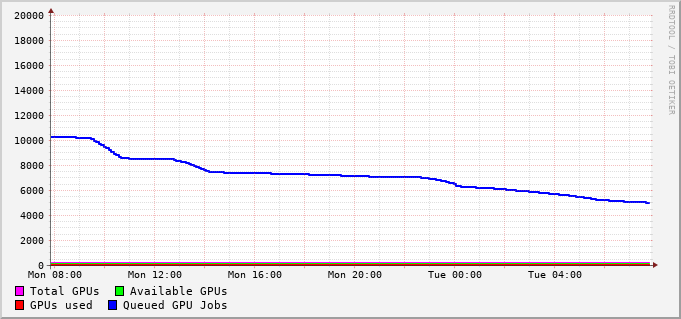 20000
18000
16000
14000
12000
10000
8000
6000
4000
2000
0
Mon 08:00 Mon 12:00 Mon 16:00 Mon 20:00 Tue 00:00 Tue 04:00
Total GPUs Available GPUs
GPUs used Queued GPU Jobs
RRDTOOL / TOBI OETIKER